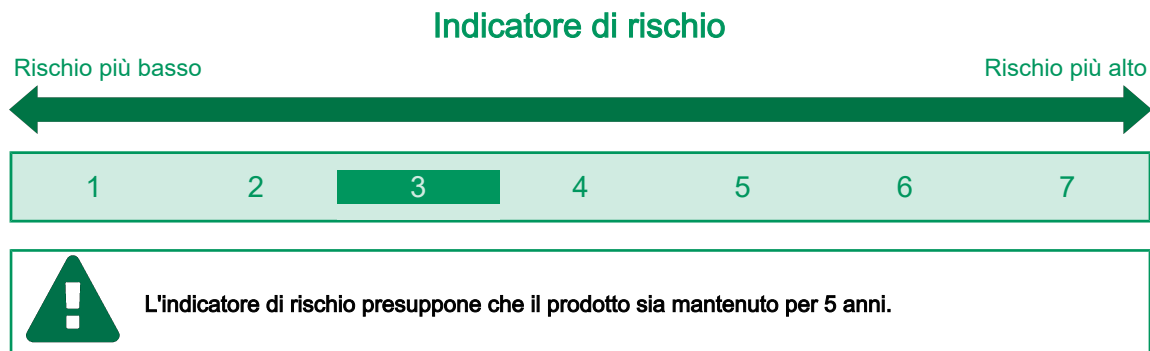 Indicatore di rischio
Rischio più basso Rischio più alto
1 2 3 4 5 6 7
L'indicatore di rischio presuppone che il prodotto sia mantenuto per 5 anni.